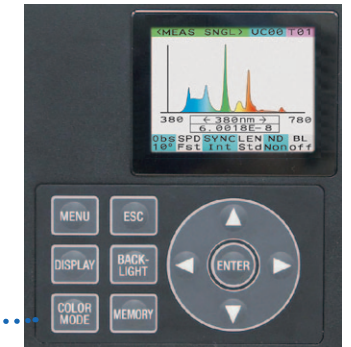 <MEAS SNGL> UC00 T01
380 ← 380nm → 780
6.0018E-8
Obs SPD SYNC LEN ND BL
10° Fst Int Std Non off
MENU ESC
DISPLAY BACK-LIGHT
ENTER
COLOR MODE MEMORY